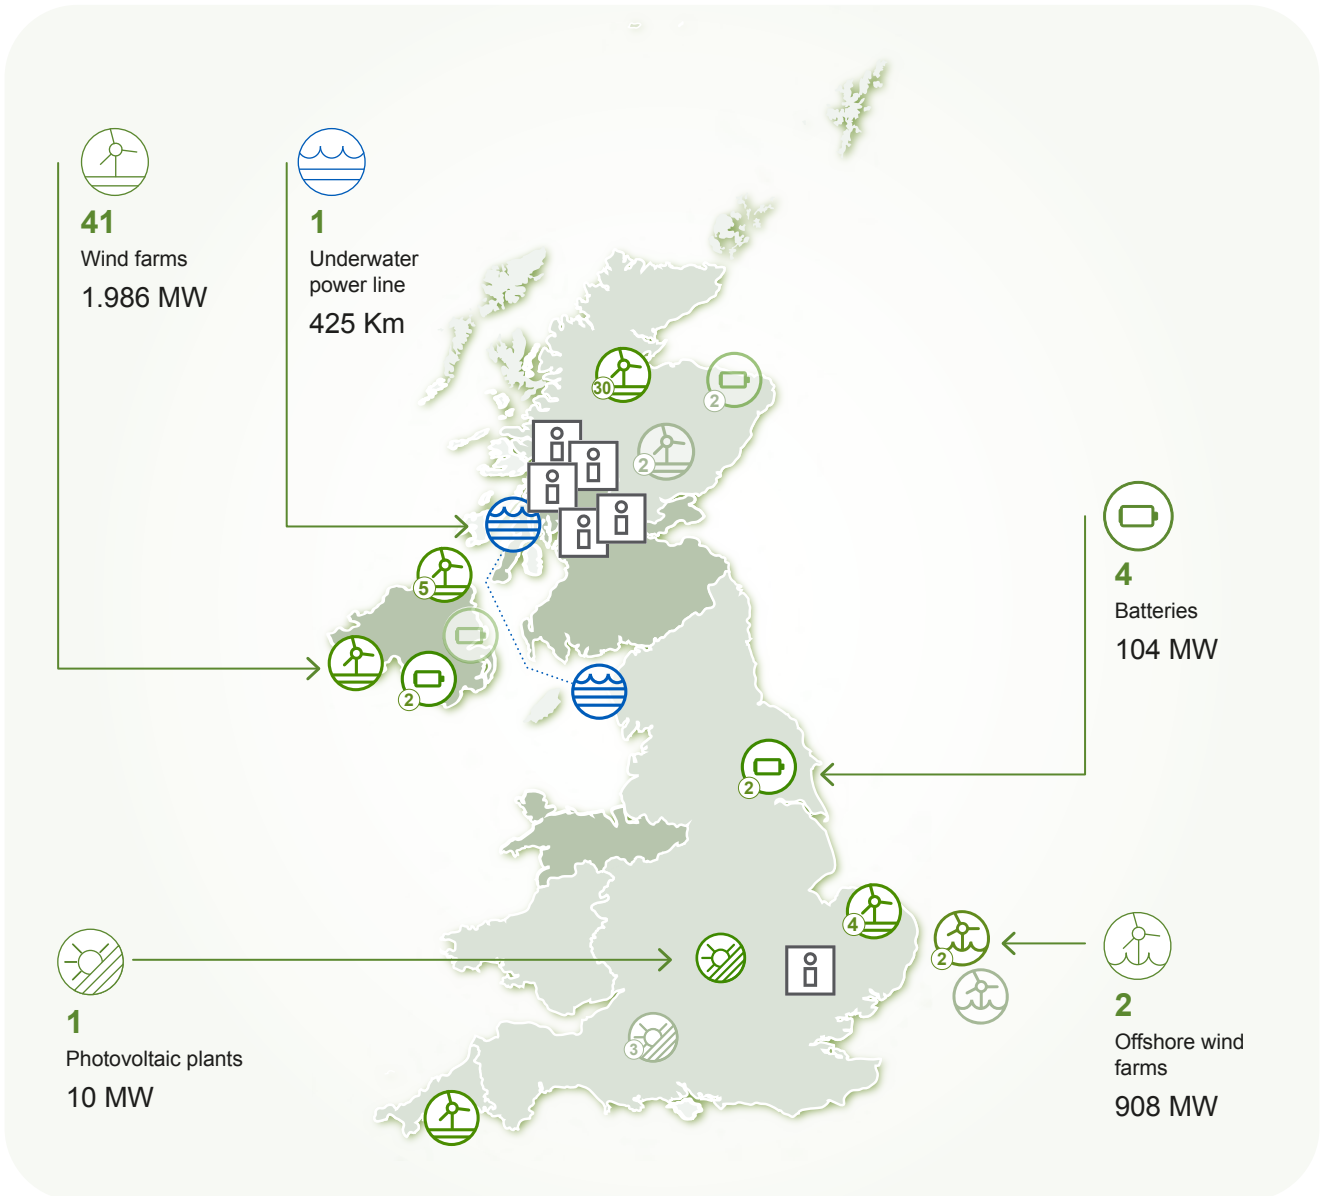 41
Wind farms
1.986 MW
1
Underwater
power line
425 Km
30
2
2
5
2
4
Batteries
104 MW
2
4
2
3
1
Photovoltaic plants
10 MW
2
Offshore wind
farms
908 MW